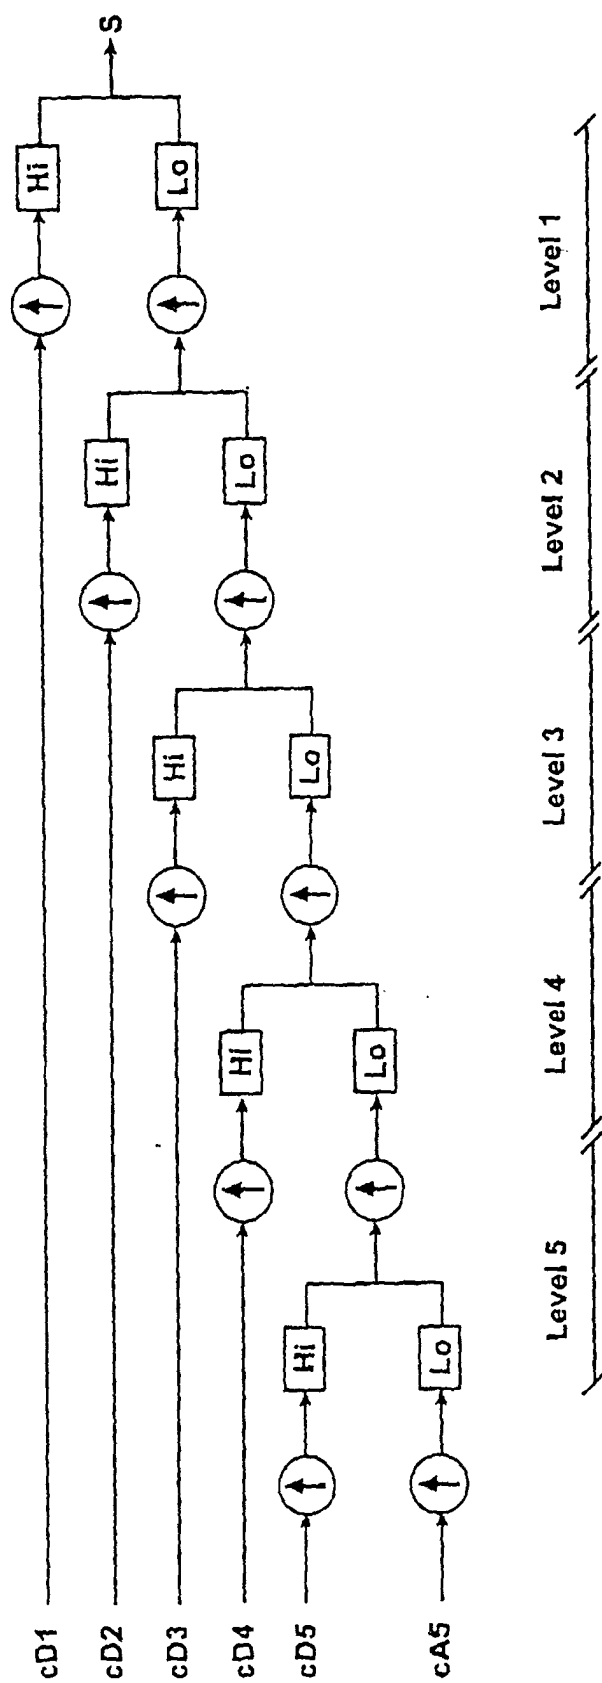 S
Hi
Lo
Hi
Lo
Hi
Lo
Hi
Lo
Hi
Lo
cD1
cD2
cD3
cD4
cD5
cA5
Level 5
Level 4
Level 3
Level 2
Level 1